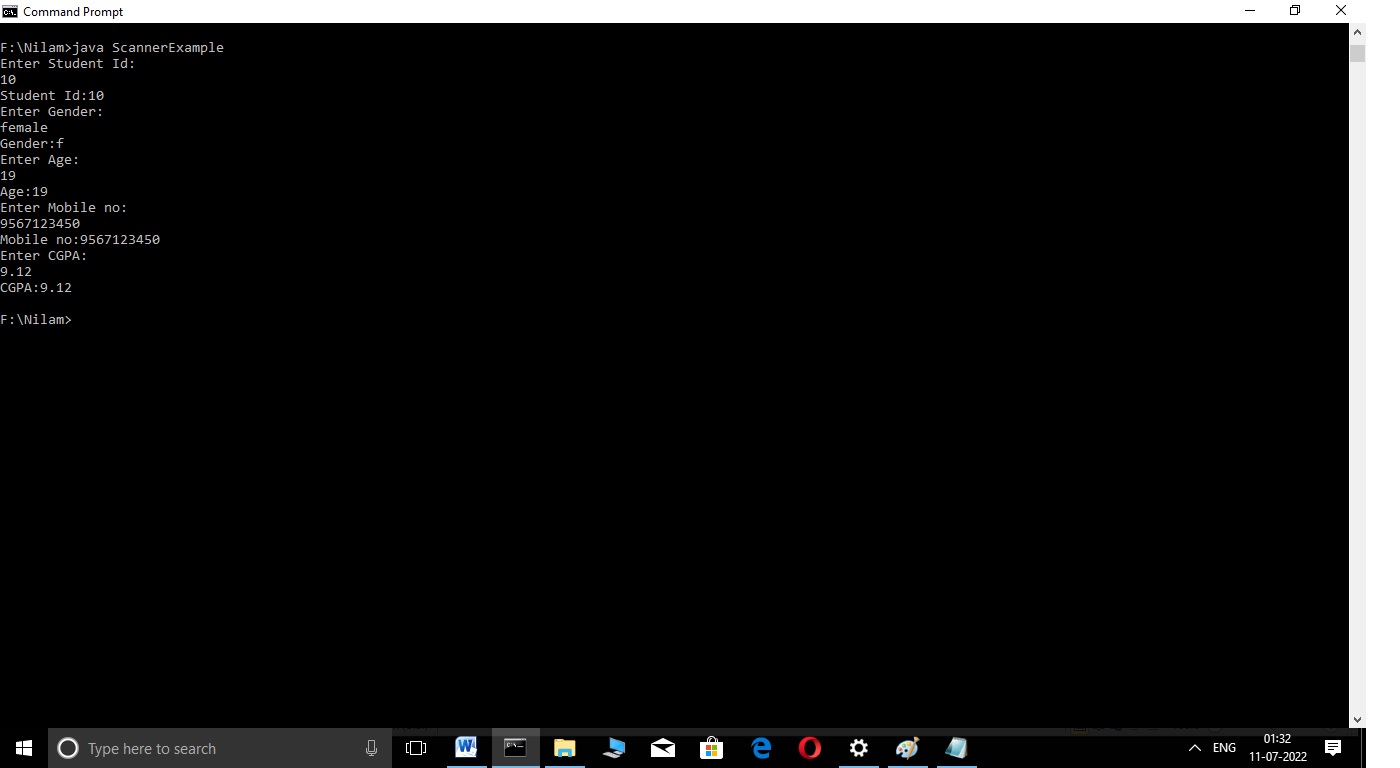 Command Prompt
F:\Nilam>java ScannerExample
Enter Student Id:
10
Student Id:10
Enter Gender:
female
Gender:f
Enter Age:
19
Age:19
Enter Mobile no:
9567123450
Mobile no:9567123450
Enter CGPA:
9.12
CGPA:9.12
F:\Nilam>
Type here to search
ENG
01:32
11-07-2022